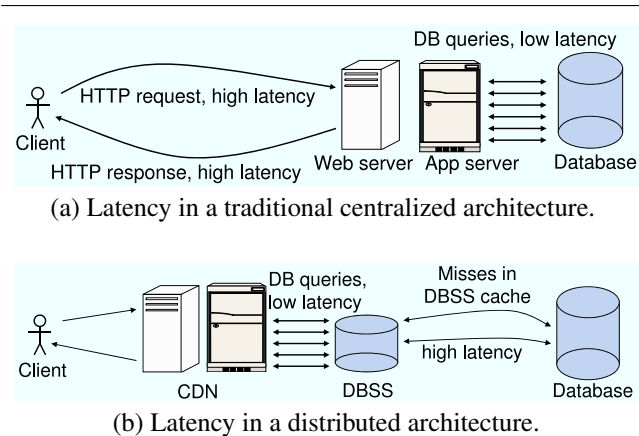 DB queries, low latency
HTTP request, high latency
Client
Web server
App server
Database
HTTP response, high latency
(a) Latency in a traditional centralized architecture.
DB queries,
low latency
Misses in
DBSS cache
high latency
Client
CDN
DBSS
Database
(b) Latency in a distributed architecture.